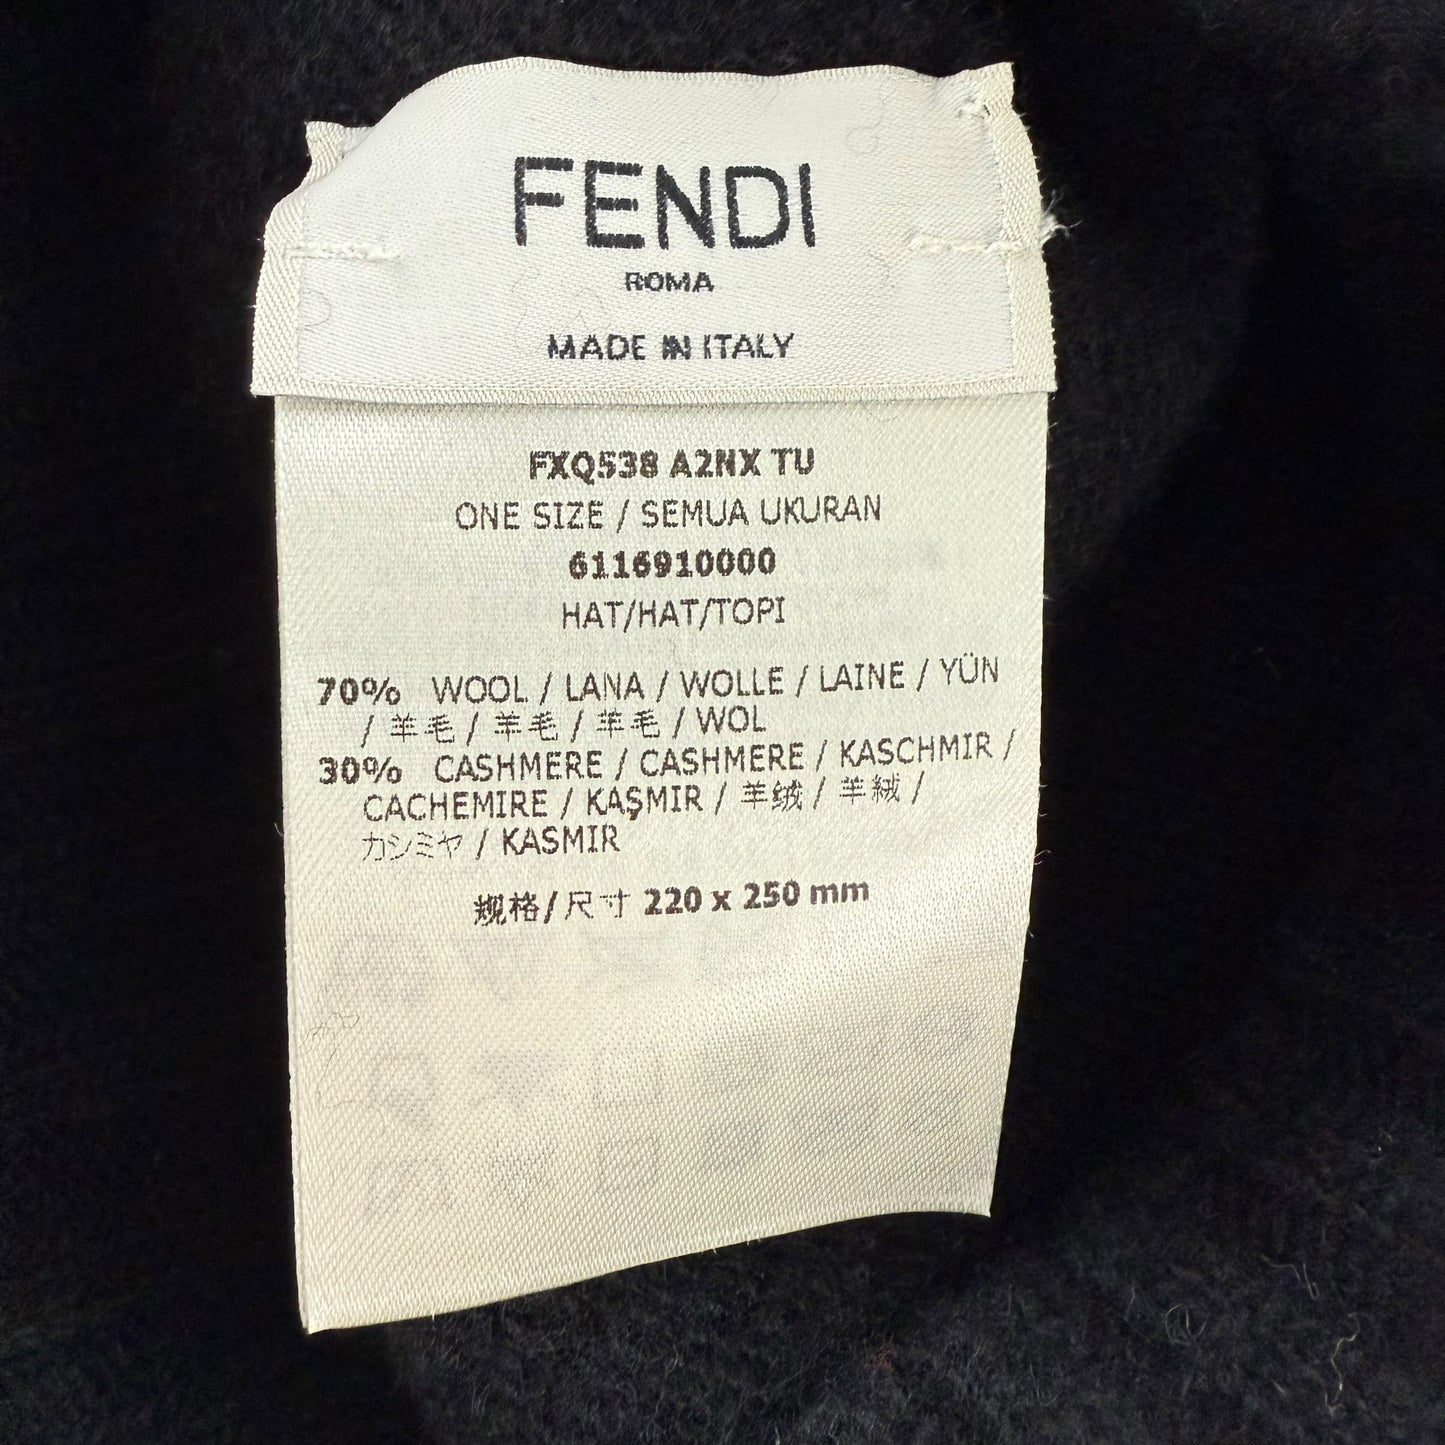 FENDI
ROMA
MADE IN ITALY
FXQ538 A2NX TU
ONE SIZE / SEMUA UKURAN
6116910000
HAT/HAT/TOPI
70% WOOL / LANA / WOLLE / LAINE / YÜN
/ 羊毛 / 羊毛 / 羊毛 / WOL
30% CASHMERE / CASHMERE / KASCHMIR /
CACHEMIRE / KAŞMIR / 羊绒 / 羊絨 /
カシミヤ / KASMIR
规格/尺寸 220 x 250 mm